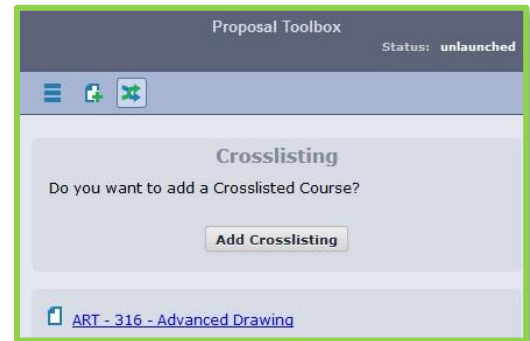 Proposal Toolbox
Status: unlaunched
Crosslisting
Do you want to add a Crosslisted Course?
Add Crosslisting
ART - 316 - Advanced Drawing